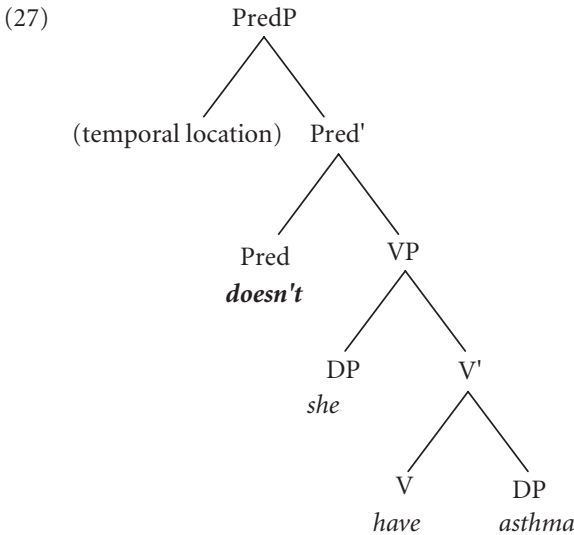 (27) PredP
(temporal location) Pred'
Pred VP
doesn't
DP V'
she
V DP
have asthma